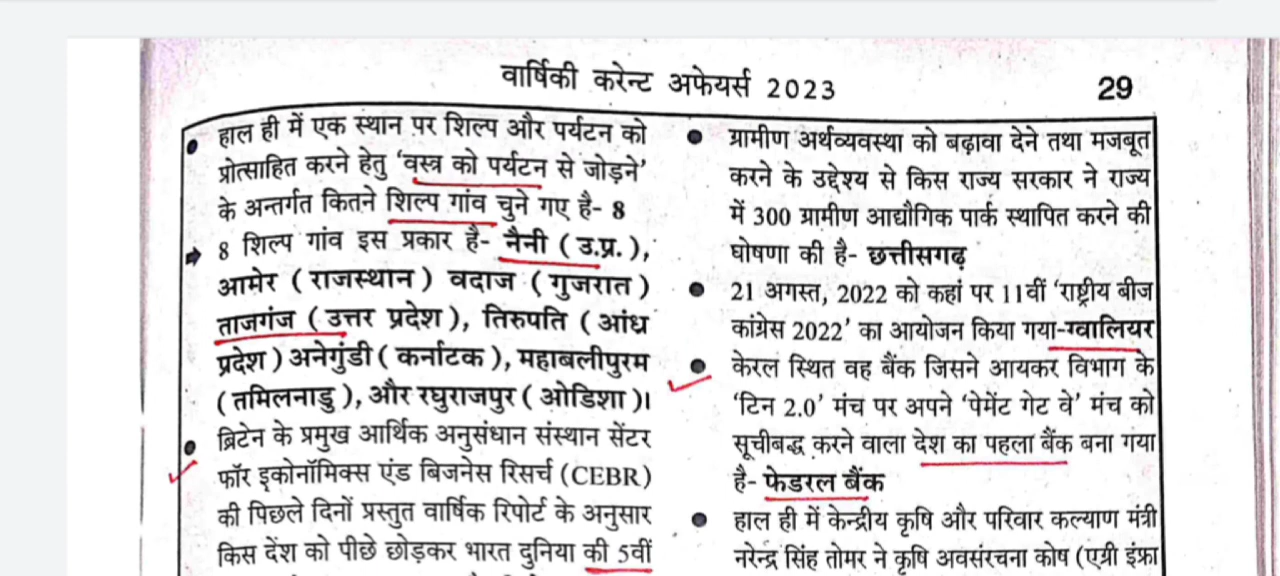 वार्षिकी करेन्ट अफेयर्स 2023
29
हाल ही में एक स्थान पर शिल्प और पर्यटन को
प्रोत्साहित करने हेतु ‘वस्त्र को पर्यटन से जोड़ने’
के अन्तर्गत कितने शिल्प गांव चुने गए है- 8
8 शिल्प गांव इस प्रकार है- नैनी (उ.प्र.),
आमेर (राजस्थान) वदाज (गुजरात)
ताजगंज (उत्तर प्रदेश), तिरुपति (आंध्र
प्रदेश) अनेगुंडी (कर्नाटक), महाबलीपुरम
(तमिलनाडु), और रघुराजपुर (ओडिशा)।
ब्रिटेन के प्रमुख आर्थिक अनुसंधान संस्थान सेंटर
फॉर इकोनॉमिक्स एंड बिजनेस रिसर्च (CEBR)
की पिछले दिनों प्रस्तुत वार्षिक रिपोर्ट के अनुसार
किस देंश को पीछे छोड़कर भारत दुनिया की 5वीं
ग्रामीण अर्थव्यवस्था को बढ़ावा देने तथा मजबूत
करने के उद्देश्य से किस राज्य सरकार ने राज्य
में 300 ग्रामीण आद्यौगिक पार्क स्थापित करने की
घोषणा की है- छत्तीसगढ़
21 अगस्त, 2022 को कहां पर 11वीं ‘राष्ट्रीय बीज
कांग्रेस 2022’ का आयोजन किया गया-ग्वालियर
केरल स्थित वह बैंक जिसने आयकर विभाग के
‘टिन 2.0’ मंच पर अपने ‘पेमेंट गेट वे’ मंच को
सूचीबद्ध करने वाला देश का पहला बैंक बना गया
है- फेडरल बैंक
हाल ही में केन्द्रीय कृषि और परिवार कल्याण मंत्री
नरेन्द्र सिंह तोमर ने कृषि अवसंरचना कोष (एग्री इंफ्रा